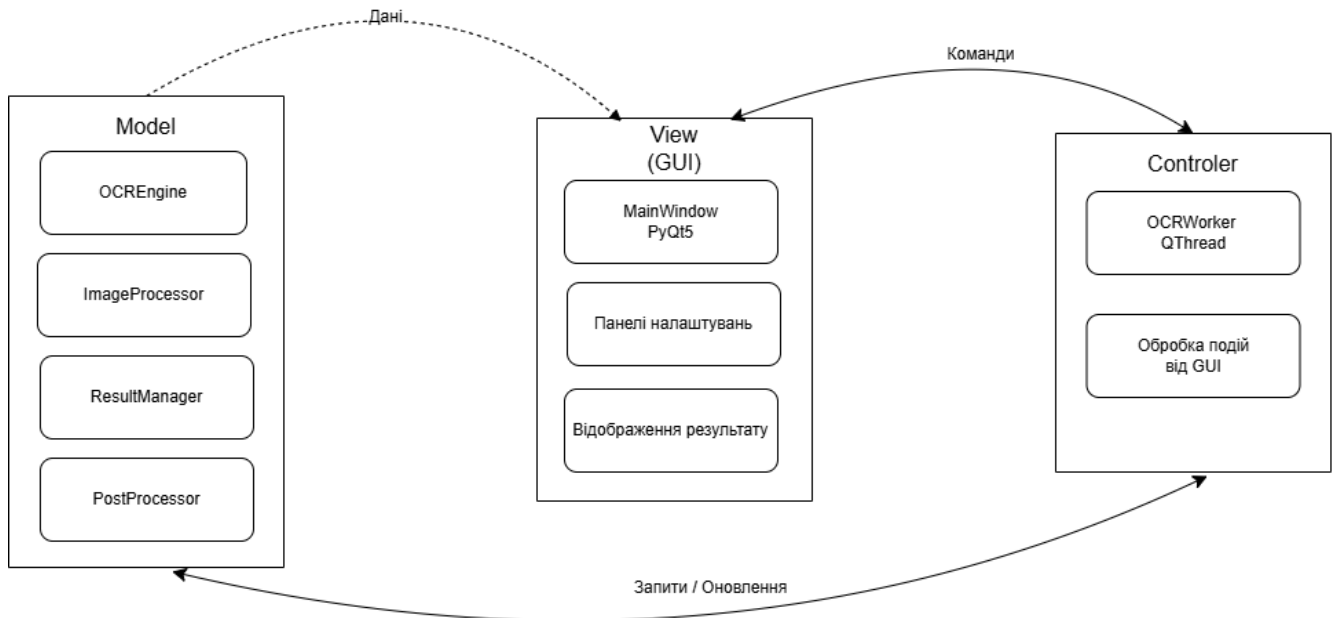 Дані
Команди
Model
OCREngine
ImageProcessor
ResultManager
PostProcessor
View
(GUI)
MainWindow
PyQt5
Панелі налаштувань
Відображення результату
Controler
OCRWorker
QThread
Обробка подій
від GUI
Запити / Оновлення